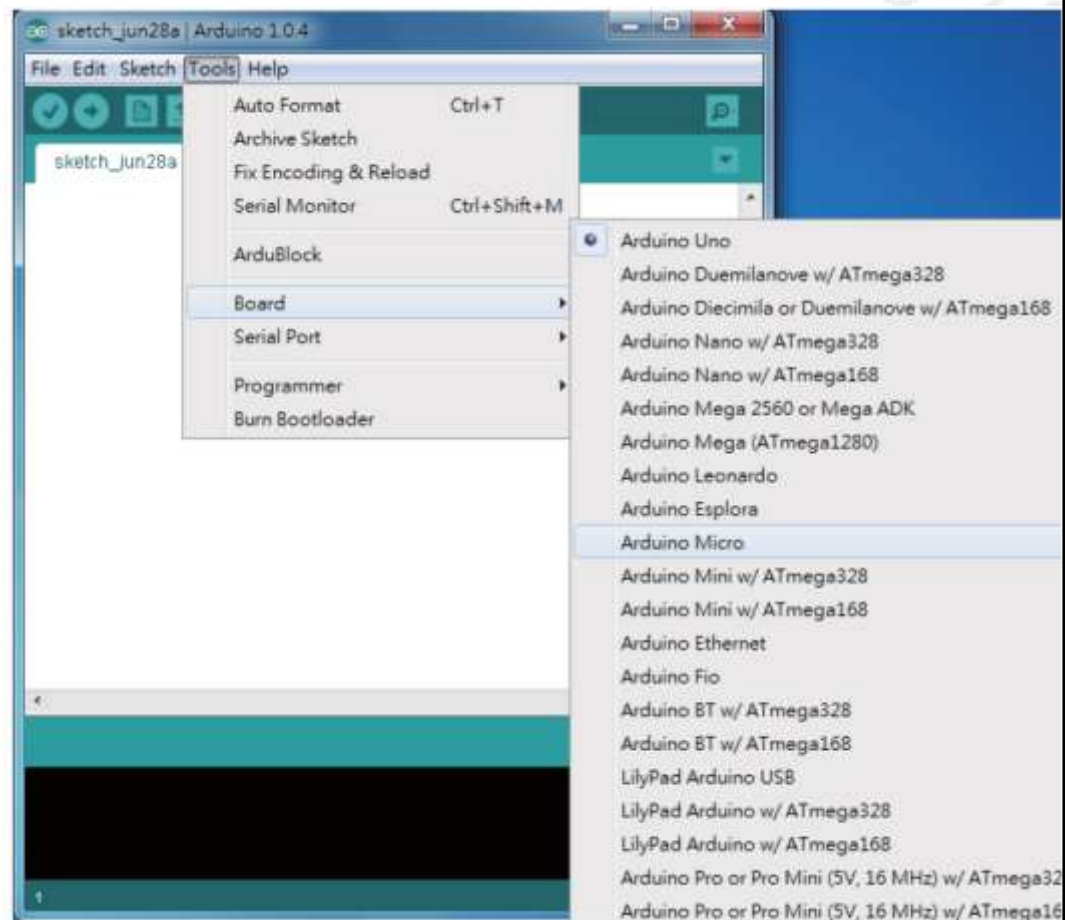 sketch_jun28a | Arduino 1.0.4
File Edit Sketch Tools Help
sketch_jun28a
Auto Format Ctrl+T
Archive Sketch
Fix Encoding & Reload
Serial Monitor Ctrl+Shift+M
ArduBlock
Board
Serial Port
Programmer
Burn Bootloader
Arduino Uno
Arduino Duemilanove w/ ATmega328
Arduino Diecimila or Duemilanove w/ ATmega168
Arduino Nano w/ ATmega328
Arduino Nano w/ ATmega168
Arduino Mega 2560 or Mega ADK
Arduino Mega (ATmega1280)
Arduino Leonardo
Arduino Esplora
Arduino Micro
Arduino Mini w/ ATmega328
Arduino Mini w/ ATmega168
Arduino Ethernet
Arduino Fio
Arduino BT w/ ATmega328
Arduino BT w/ ATmega168
LilyPad Arduino USB
LilyPad Arduino w/ ATmega328
LilyPad Arduino w/ ATmega168
Arduino Pro or Pro Mini (5V, 16 MHz) w/ ATmega32
Arduino Pro or Pro Mini (5V, 16 MHz) w/ ATmega16
1